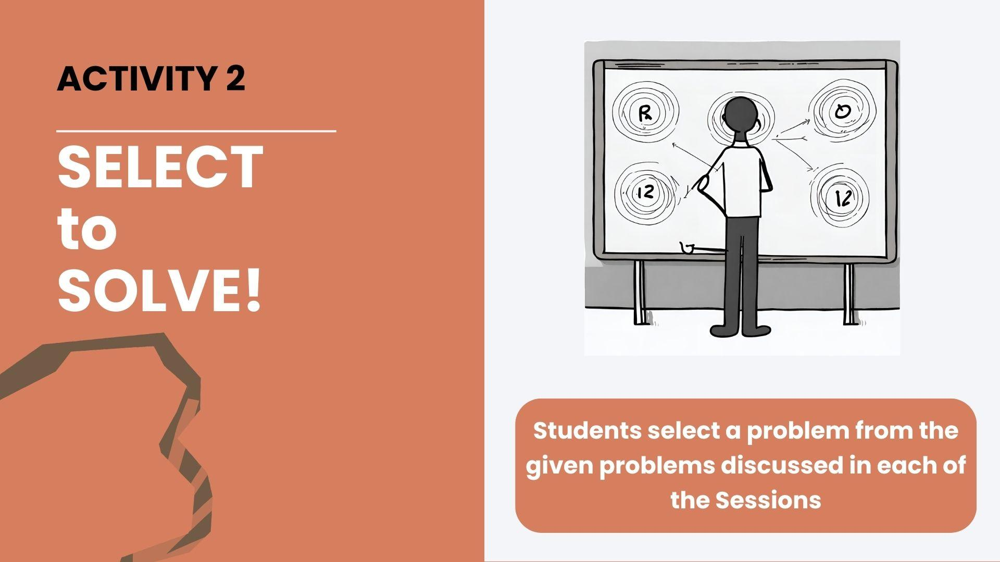 ACTIVITY 2
SELECT
to
SOLVE!
R
O
12
12
Students select a problem from the
given problems discussed in each of
the Sessions